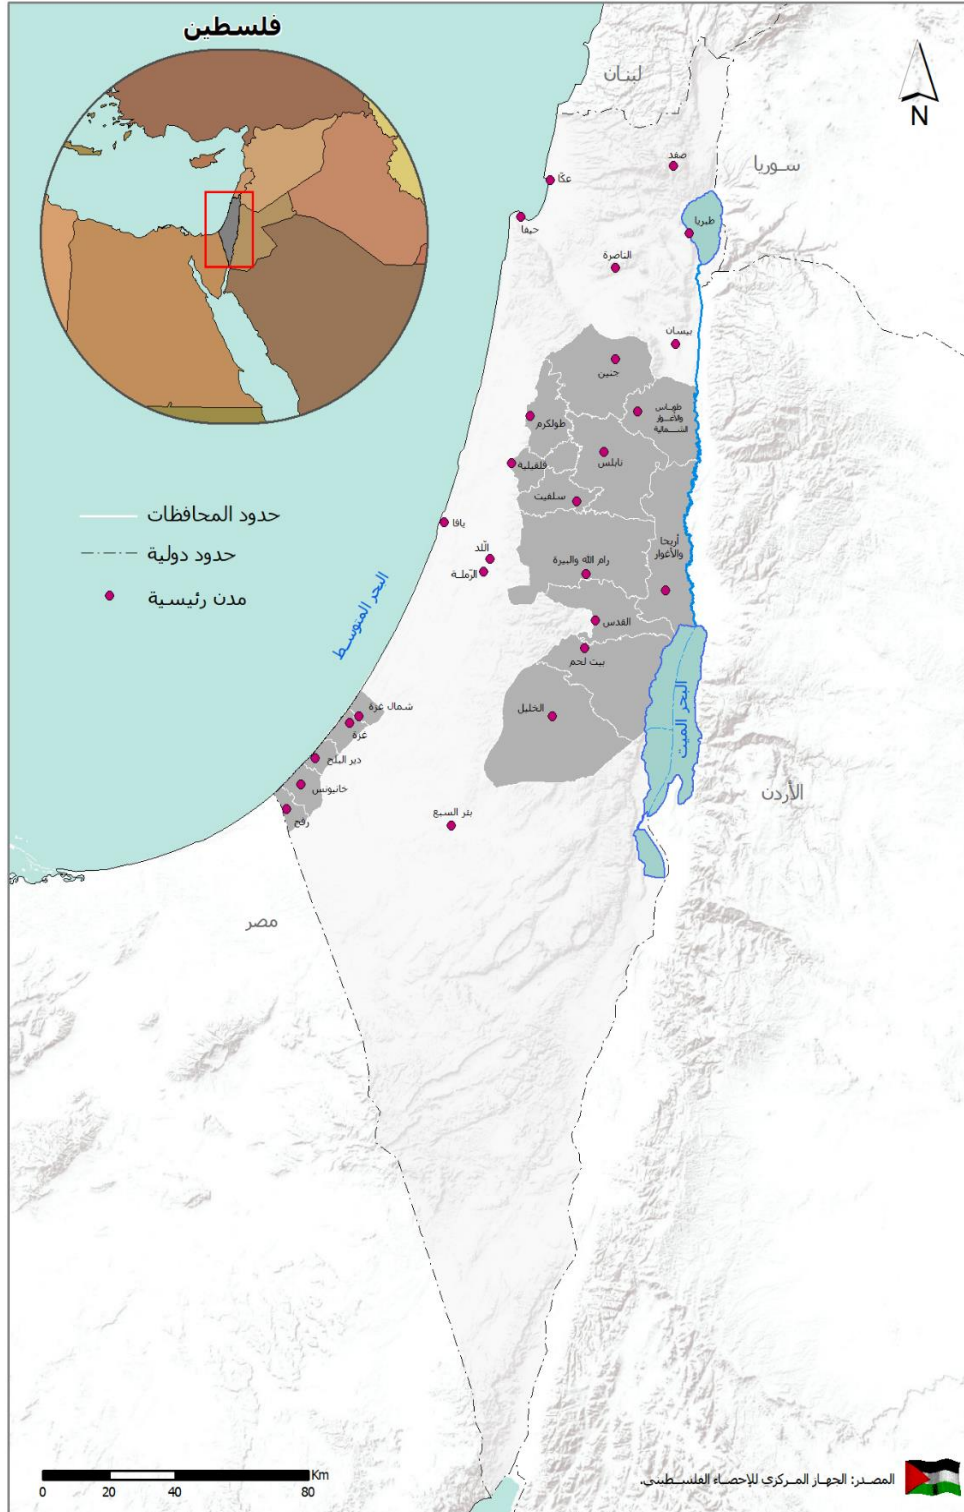 فلسطين
N
لبنان
سوريا
صفد
عكا
طبريا
حيفا
الناصرة
بيسان
جنين
طوباس
والأغوار
الشمالية
طولكرم
نابلس
قلقيلية
سلفيت
حدود المحافظات
حدود دولية
مدن رئيسية
يافا
اللد
الرملة
أريحا
والأغوار
رام الله والبيرة
القدس
بيت لحم
البحر المتوسط
البحر الميت
الخليل
شمال غزة
غزة
دير البلح
خانيونس
رفح
بئر السبع
الأردن
مصر
Km
0 20 40 80
المصدر: الجهاز المركزي للإحصاء الفلسطيني.